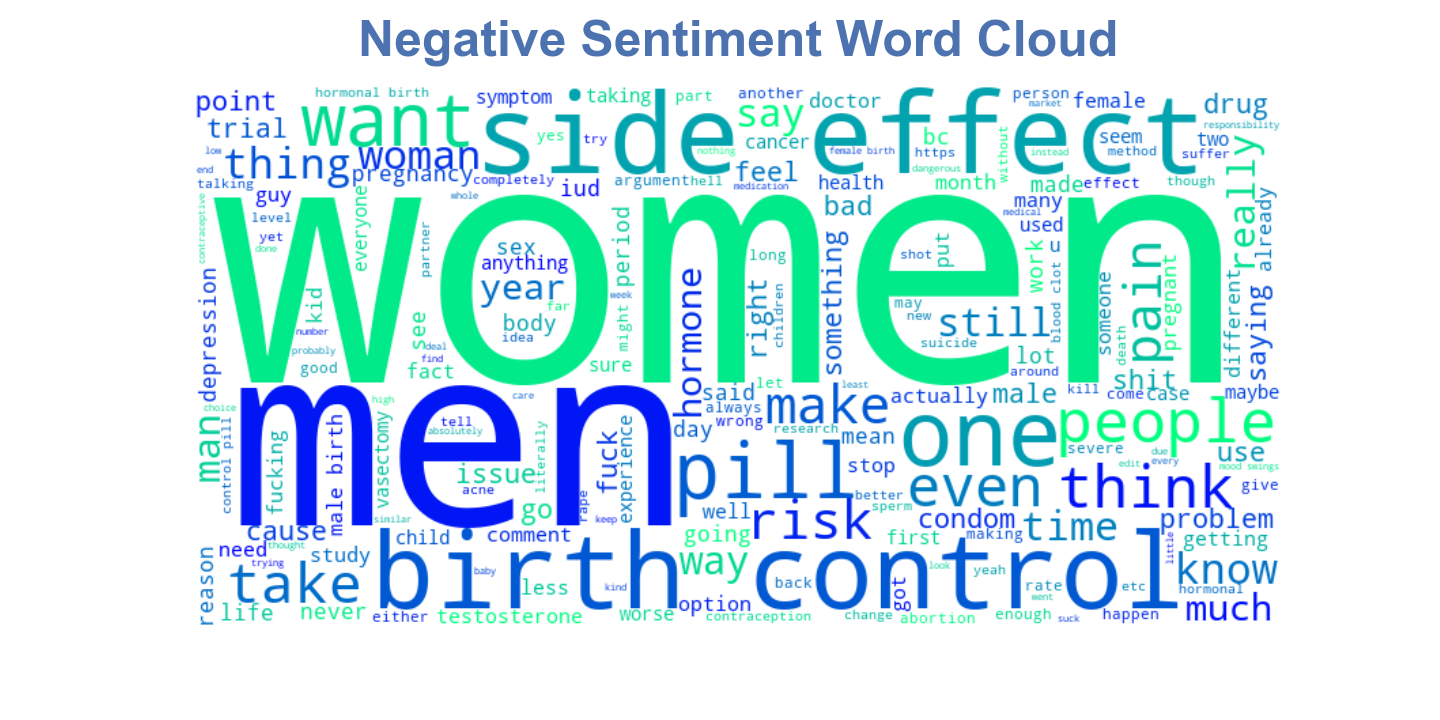 Negative Sentiment Word Cloud
hormonal birth
point
want
symptom
side effect
taking
part
another
say
doctor
person
market
female
drug
responsibility
trial
yes
try
cancer
bc
https
female birth
seem
method
two
suffer
low
end
thing
woman
pregnancy
completely
nothing
dangerous
without
instead
talking
guy
iud
argument
hell
feel
medication
health
month
made
effect
though
contraceptive
level
yet
done
everyone
whole
partner
women
sex
anything
year
body
idea
far
week
period
might
long
right
children
something
bad
many
medical
used
work
u
put
shot
may
new
still
suicide
blood clot
someone
death
pain
pregnant
different
really
already
saying
depression
kid
number
probably
good
see
fact
deal
find
sure
hormone
let
lot
around
shit
men
care
said
always
wrong
make
least
actually
male
kill
come
case
maybe
choice
man
control pill
fucking
male birth
high
vasectomy
tell
absolutely
issue
acne
literally
fuck
experience
day
research
mean
one
people
severe
due
every
edit
use
mood swings
pill
stop
better
sperm
even
think
give
similar
go
rape
keep
well
risk
condom
time
problem
cause
need
thought
trying
study
child
comment
going
first
making
little
getting
reason
take
birth control
baby
less
kind
way
back
look
yeah
rate
went
etc
know
hormonal
life
never
either
testosterone
worse
option
contraception
change
got
abortion
enough
suck
happen
much